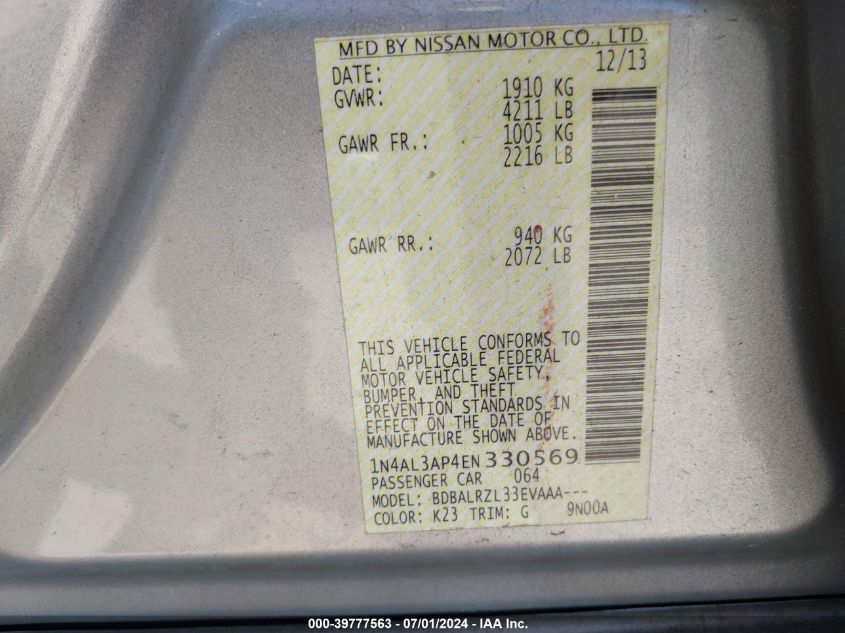 MFD BY NISSAN MOTOR CO., LTD.
DATE: 12/13
GVWR: 1910 KG
4211 LB
GAWR FR.: 1005 KG
2216 LB
GAWR RR.: 940 KG
2072 LB
THIS VEHICLE CONFORMS TO
ALL APPLICABLE FEDERAL
MOTOR VEHICLE SAFETY,
BUMPER, AND THEFT
PREVENTION STANDARDS IN
EFFECT ON THE DATE OF
MANUFACTURE SHOWN ABOVE.
1N4AL3AP4EN330569
PASSENGER CAR 064
MODEL: BDBALRZL33EVAAA---
COLOR: K23 TRIM: G 9N00A
000-39777563 / 07/01/2024 - IAA Inc.